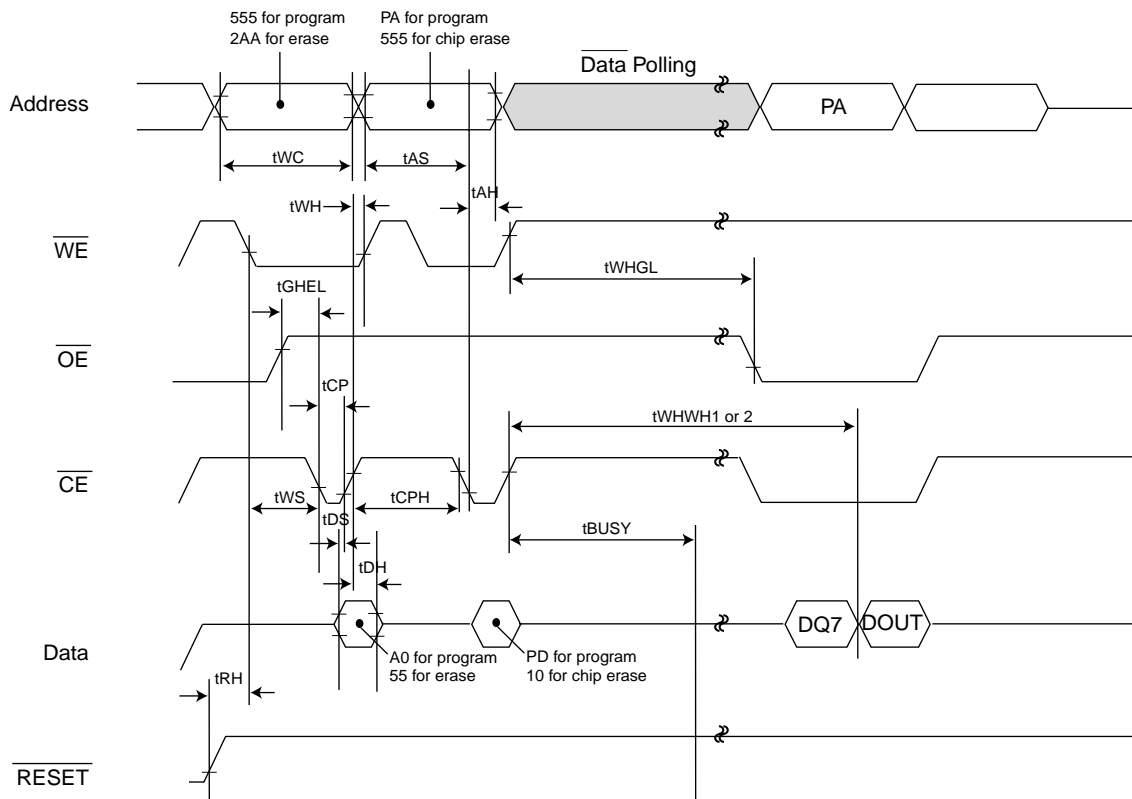 555 for program
2AA for erase
PA for program
555 for chip erase
Data Polling
Address
PA
tWC
tAS
tAH
tWH
WE
tWHGL
tGHEL
OE
tCP
tWHWH1 or 2
CE
tWS
tCPH
tDS
tBUSY
tDH
DQ7
DOUT
Data
A0 for program
55 for erase
PD for program
10 for chip erase
tRH
RESET